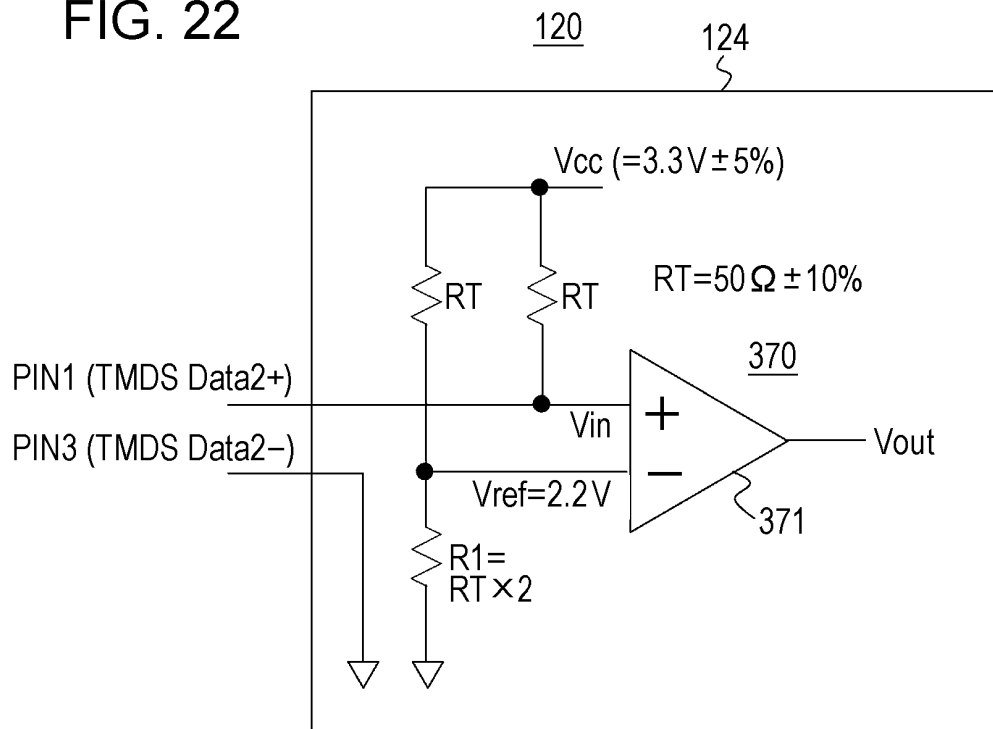 FIG. 22
120
124
Vcc (=3.3V±5%)
RT
RT
RT=50Ω±10%
PIN1 (TMDS Data2+)
370
Vin
+
PIN3 (TMDS Data2−)
−
Vout
Vref=2.2V
371
R1=
RT×2